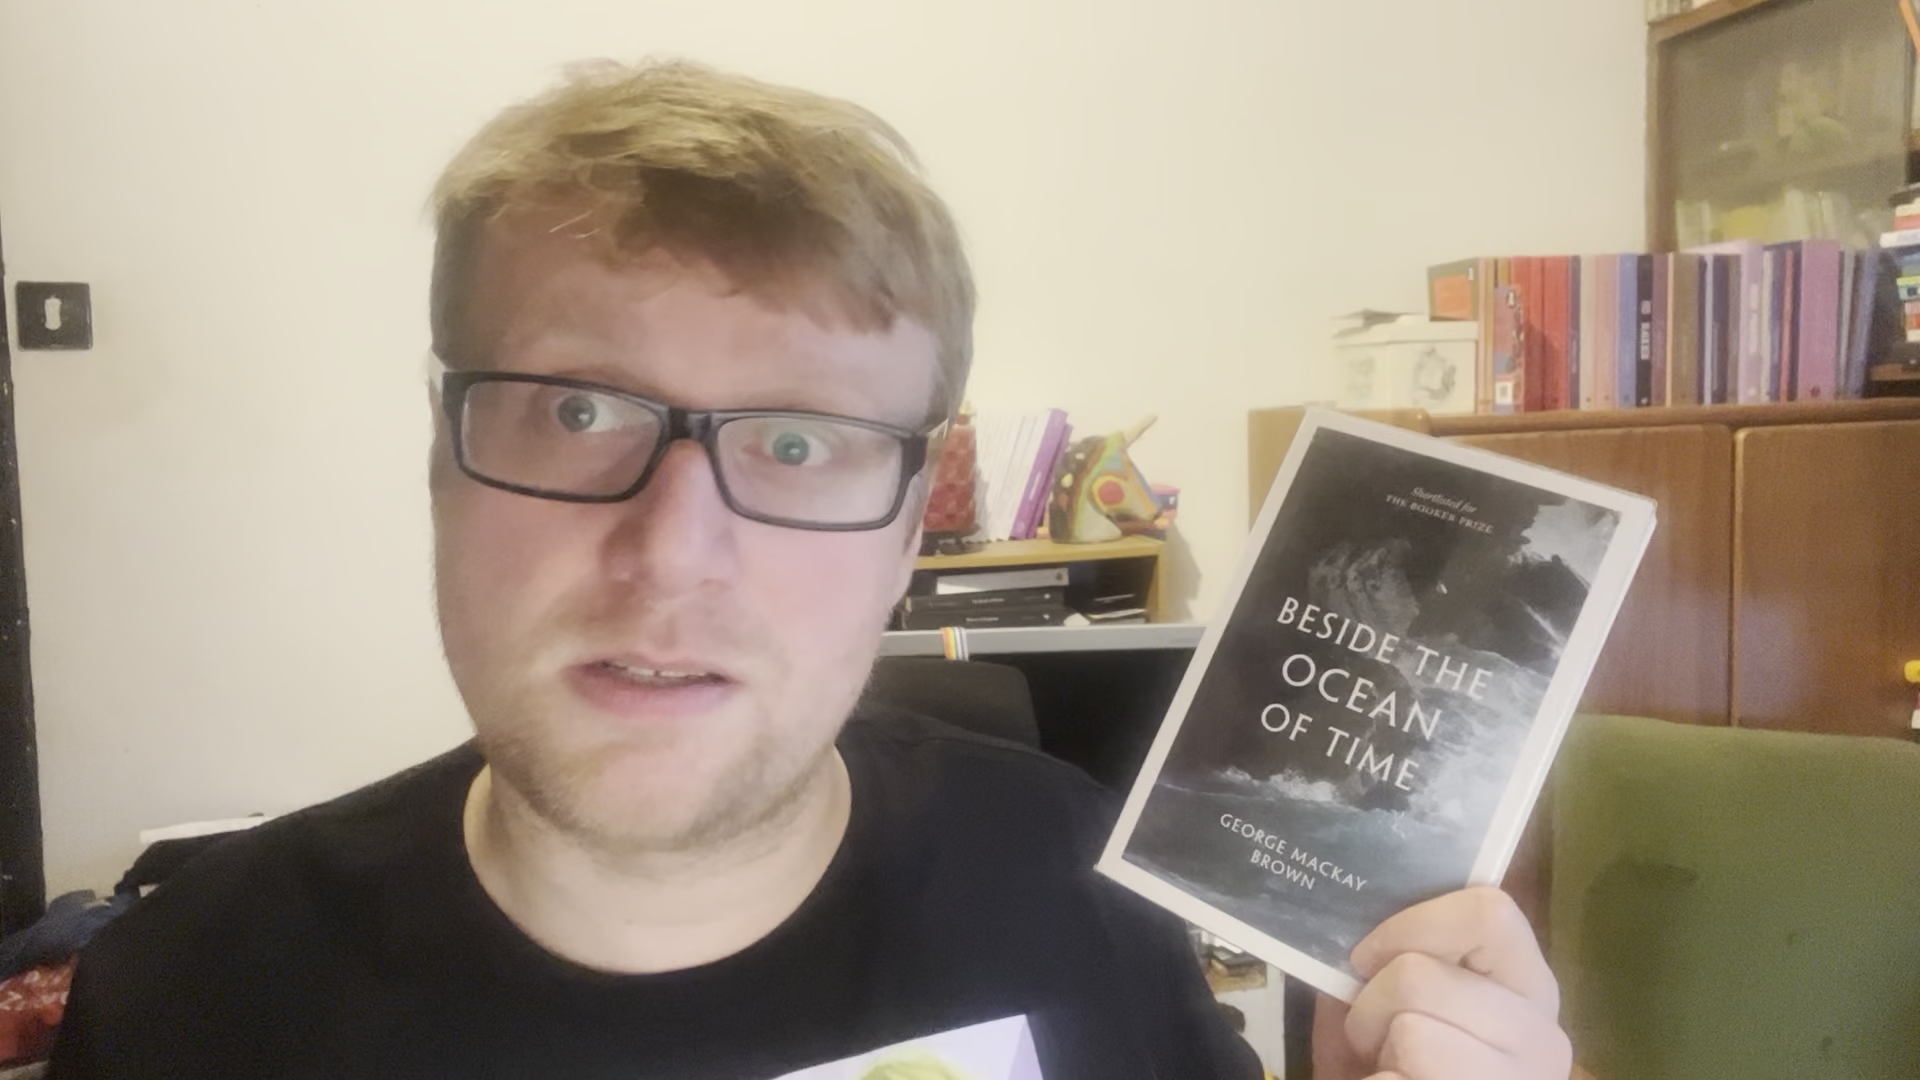 Shortlisted for
THE BOOKER PRIZE
BESIDE THE
OCEAN
OF TIME
GEORGE MACKAY
BROWN